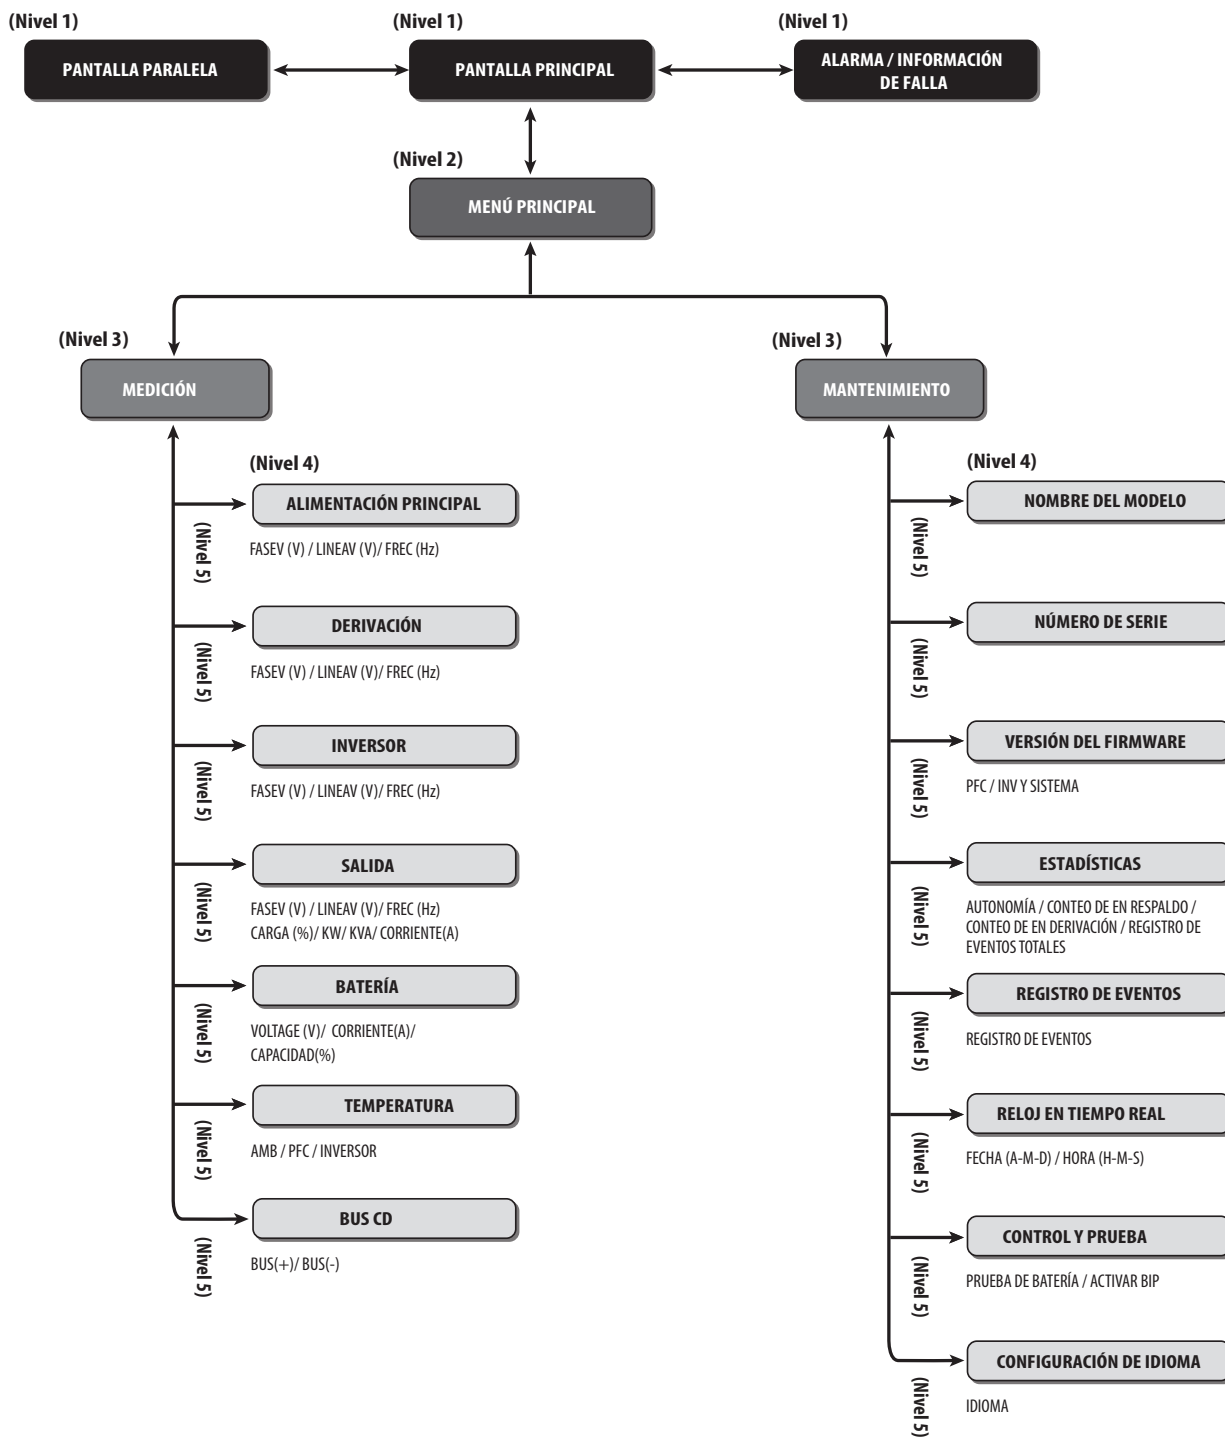 (Nivel 1)
(Nivel 1)
(Nivel 1)
PANTALLA PARALELA
PANTALLA PRINCIPAL
ALARMA / INFORMACIÓN
DE FALLA
(Nivel 2)
MENÚ PRINCIPAL
(Nivel 3)
MEDICIÓN
(Nivel 4)
ALIMENTACIÓN PRINCIPAL
(Nivel 5)
FASEV (V) / LINEAV (V)/ FREC (Hz)
DERIVACIÓN
(Nivel 5)
FASEV (V) / LINEAV (V)/ FREC (Hz)
INVERSOR
(Nivel 5)
FASEV (V) / LINEAV (V)/ FREC (Hz)
SALIDA
(Nivel 5)
FASEV (V) / LINEAV (V)/ FREC (Hz)
CARGA (%)/ KW/ KVA/ CORRIENTE(A)
BATERÍA
(Nivel 5)
VOLTAGE (V)/ CORRIENTE(A)/
CAPACIDAD(%)
TEMPERATURA
(Nivel 5)
AMB / PFC / INVERSOR
BUS CD
(Nivel 5)
BUS(+)/ BUS(-)
(Nivel 3)
MANTENIMIENTO
(Nivel 4)
NOMBRE DEL MODELO
(Nivel 5)
NÚMERO DE SERIE
(Nivel 5)
VERSIÓN DEL FIRMWARE
(Nivel 5)
PFC / INV Y SISTEMA
ESTADÍSTICAS
(Nivel 5)
AUTONOMÍA / CONTEO DE EN RESPALDO /
CONTEO DE EN DERIVACIÓN / REGISTRO DE
EVENTOS TOTALES
REGISTRO DE EVENTOS
(Nivel 5)
REGISTRO DE EVENTOS
RELOJ EN TIEMPO REAL
(Nivel 5)
FECHA (A-M-D) / HORA (H-M-S)
CONTROL Y PRUEBA
(Nivel 5)
PRUEBA DE BATERÍA / ACTIVAR BIP
CONFIGURACIÓN DE IDIOMA
(Nivel 5)
IDIOMA